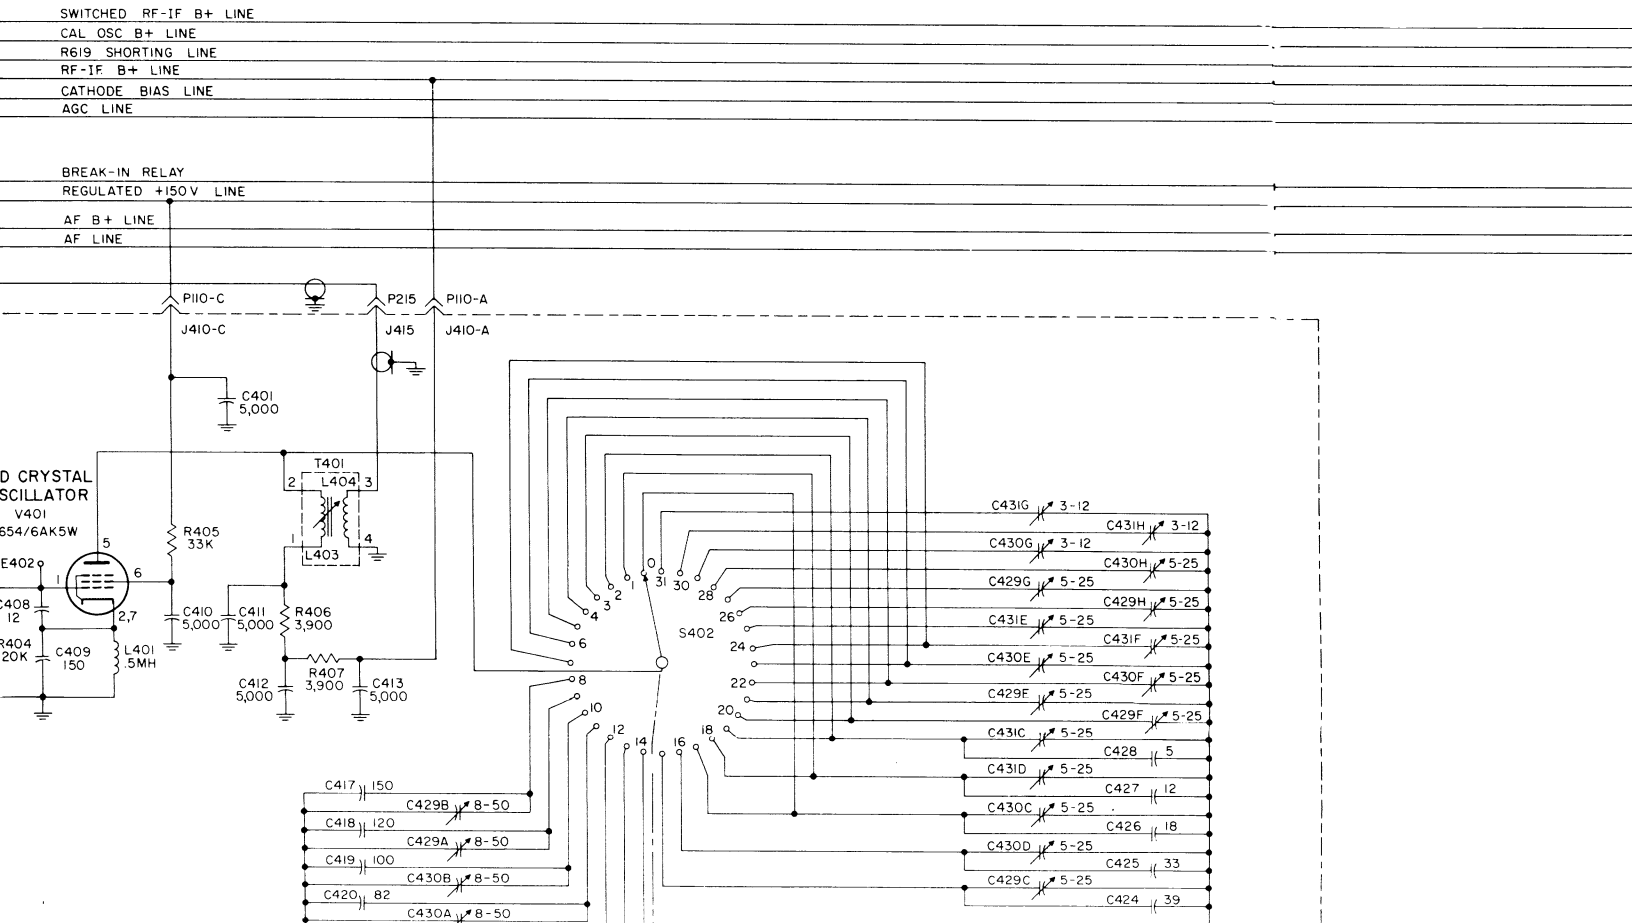 SWITCHED RF-IF B+ LINE
CAL OSC B+ LINE
R619 SHORTING LINE
RF-IF B+ LINE
CATHODE BIAS LINE
AGC LINE
BREAK-IN RELAY
REGULATED +150V LINE
AF B+ LINE
AF LINE
P110-C
P215
P110-A
J410-C
J415
J410-A
C401
5,000
D CRYSTAL
SCILLATOR
V401
654/6AK5W
T401
2
L404
3
1
L403
4
R405
33K
5
E402
1
6
2,7
C408
12
R404
20K
C409
150
L401
.5MH
C410
5,000
C411
5,000
R406
3,900
R407
3,900
C412
5,000
C413
5,000
0
31
30
28
26
24
22
20
18
16
14
12
10
8
6
4
3
2
1
S402
C431G 3-12
C431H 3-12
C430G 3-12
C430H 5-25
C429G 5-25
C429H 5-25
C431E 5-25
C431F 5-25
C430E 5-25
C430F 5-25
C429E 5-25
C429F 5-25
C431C 5-25
C428 5
C431D 5-25
C427 12
C430C 5-25
C426 18
C430D 5-25
C425 33
C429C 5-25
C424 39
C417 150
C429B 8-50
C418 120
C429A 8-50
C419 100
C430B 8-50
C420 82
C430A 8-50